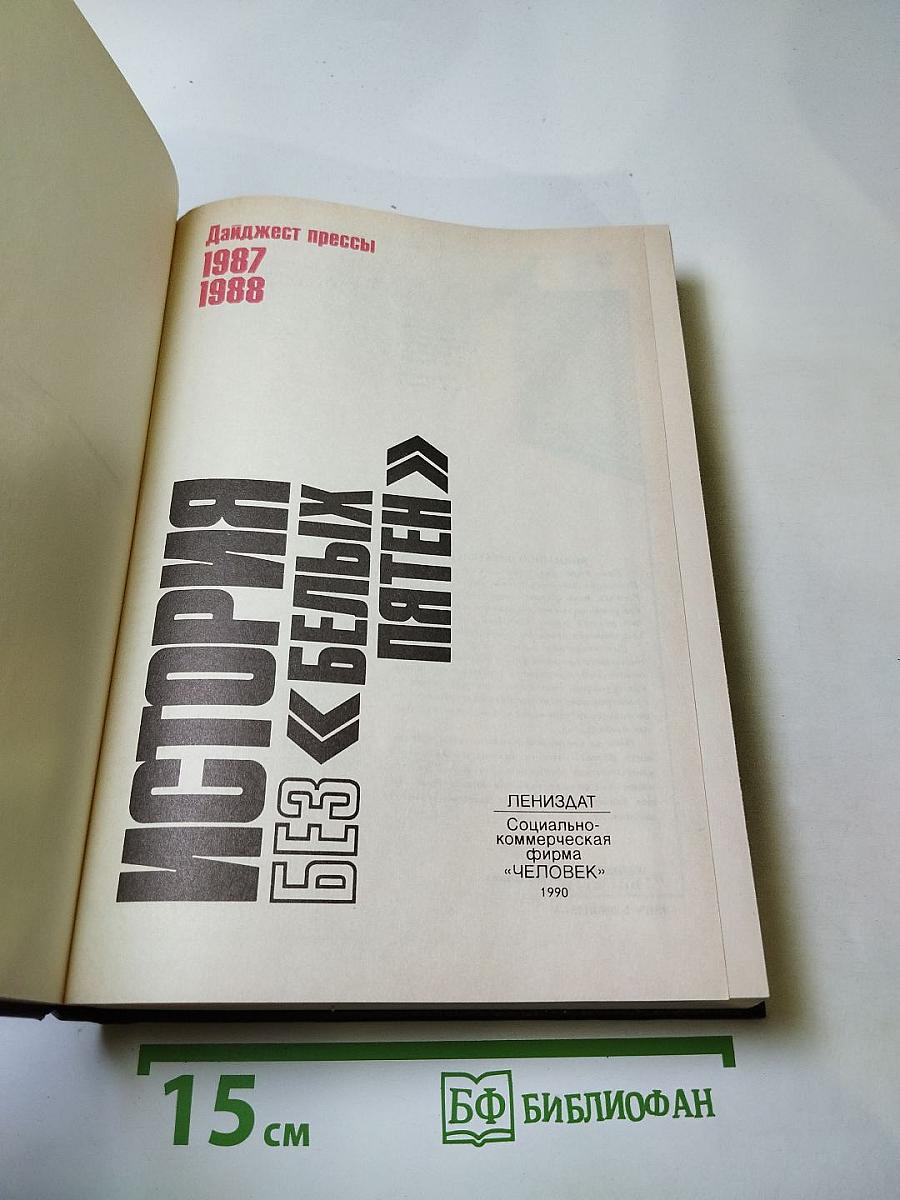 Дайджест прессы
1987
1988
ИСТОРИЯ
БЕЗ «БЕЛЫХ
ПЯТЕН»
ЛЕНИЗДАТ
Социально-
коммерческая
фирма
«ЧЕЛОВЕК»
1990
15 см
БФ БИБЛИОФАН